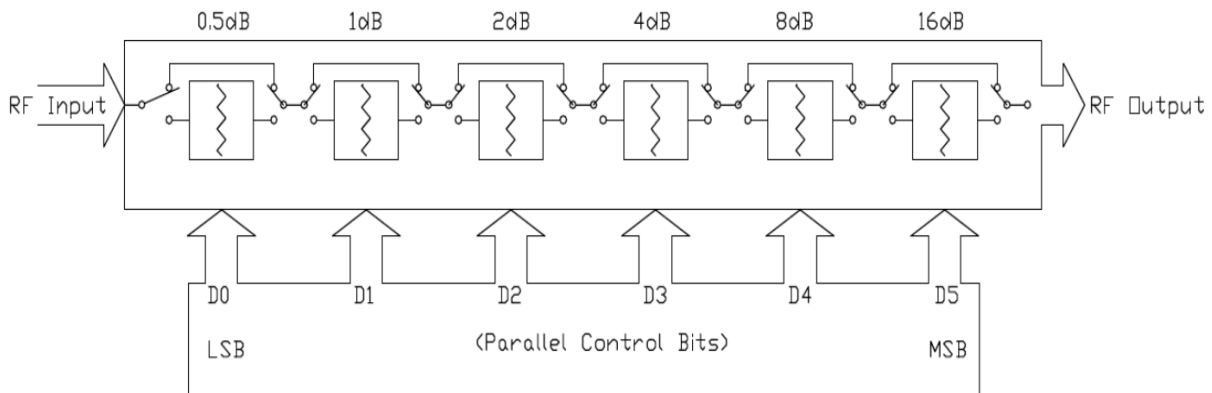 0.5dB 1dB 2dB 4dB 8dB 16dB
RF Input
RF Output
D0 D1 D2 D3 D4 D5
LSB (Parallel Control Bits) MSB